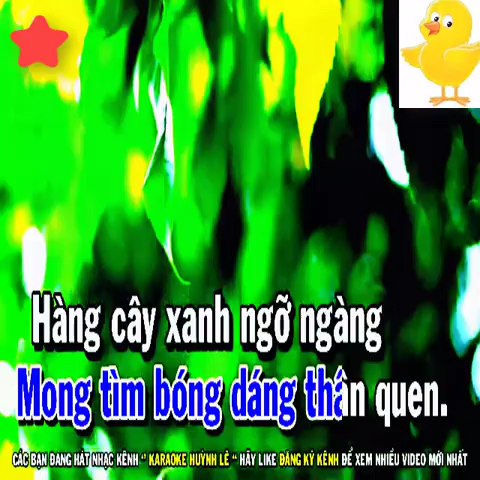 Hàng cây xanh ngỡ ngàng
Mong tìm bóng dáng thân quen.
CÁC BẠN ĐANG HÁT NHẠC KÊNH " KARAOKE HUỲNH LÊ " HÃY LIKE ĐĂNG KÝ KÊNH ĐỂ XEM NHIỀU VIDEO MỚI NHẤT